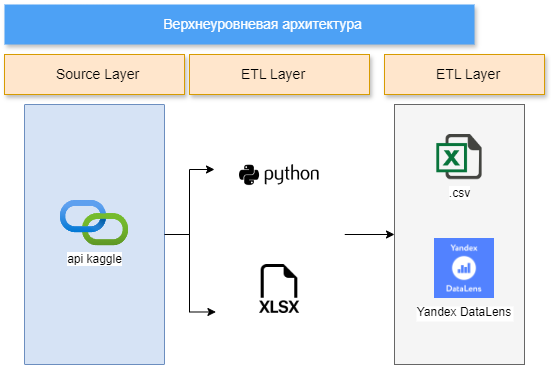 Верхнеуровневая архитектура
Source Layer
ETL Layer
ETL Layer
api kaggle
python
XLSX
X
.csv
Yandex
DataLens
Yandex DataLens